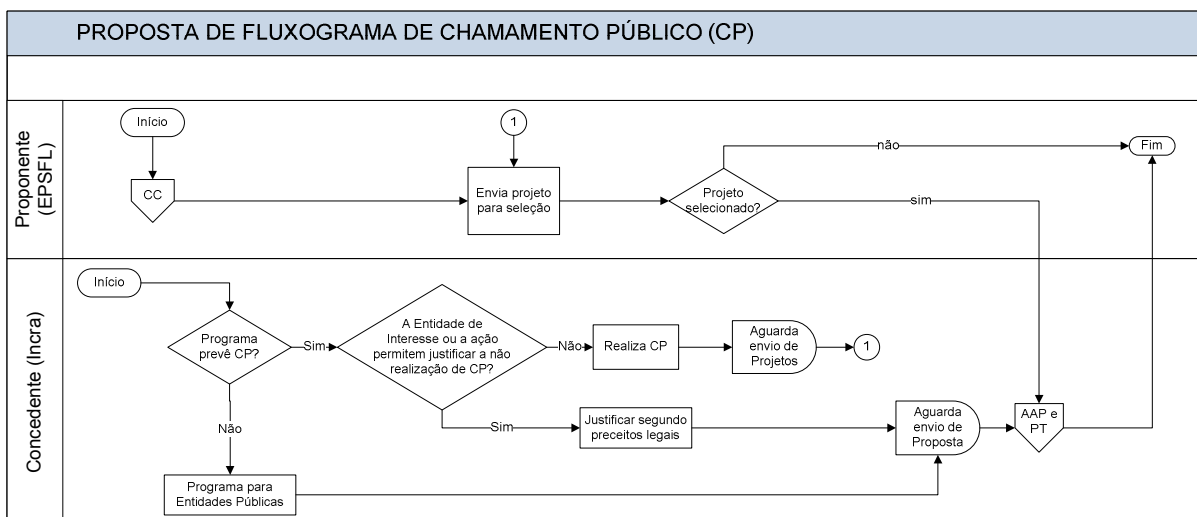 PROPOSTA DE FLUXOGRAMA DE CHAMAMENTO PÚBLICO (CP)
Proponente
(EPSFL)
Início
CC
1
Envia projeto
para seleção
Projeto
selecionado?
não
sim
Fim
Concedente (Incra)
Início
Programa
prevê CP?
Sim
A Entidade de
Interesse ou a ação
permitem justificar a não
realização de CP?
Não
Realiza CP
Aguarda
envio de
Projetos
1
Não
Sim
Justificar segundo
preceitos legais
Aguarda
envio de
Proposta
AAP e
PT
Programa para
Entidades Públicas